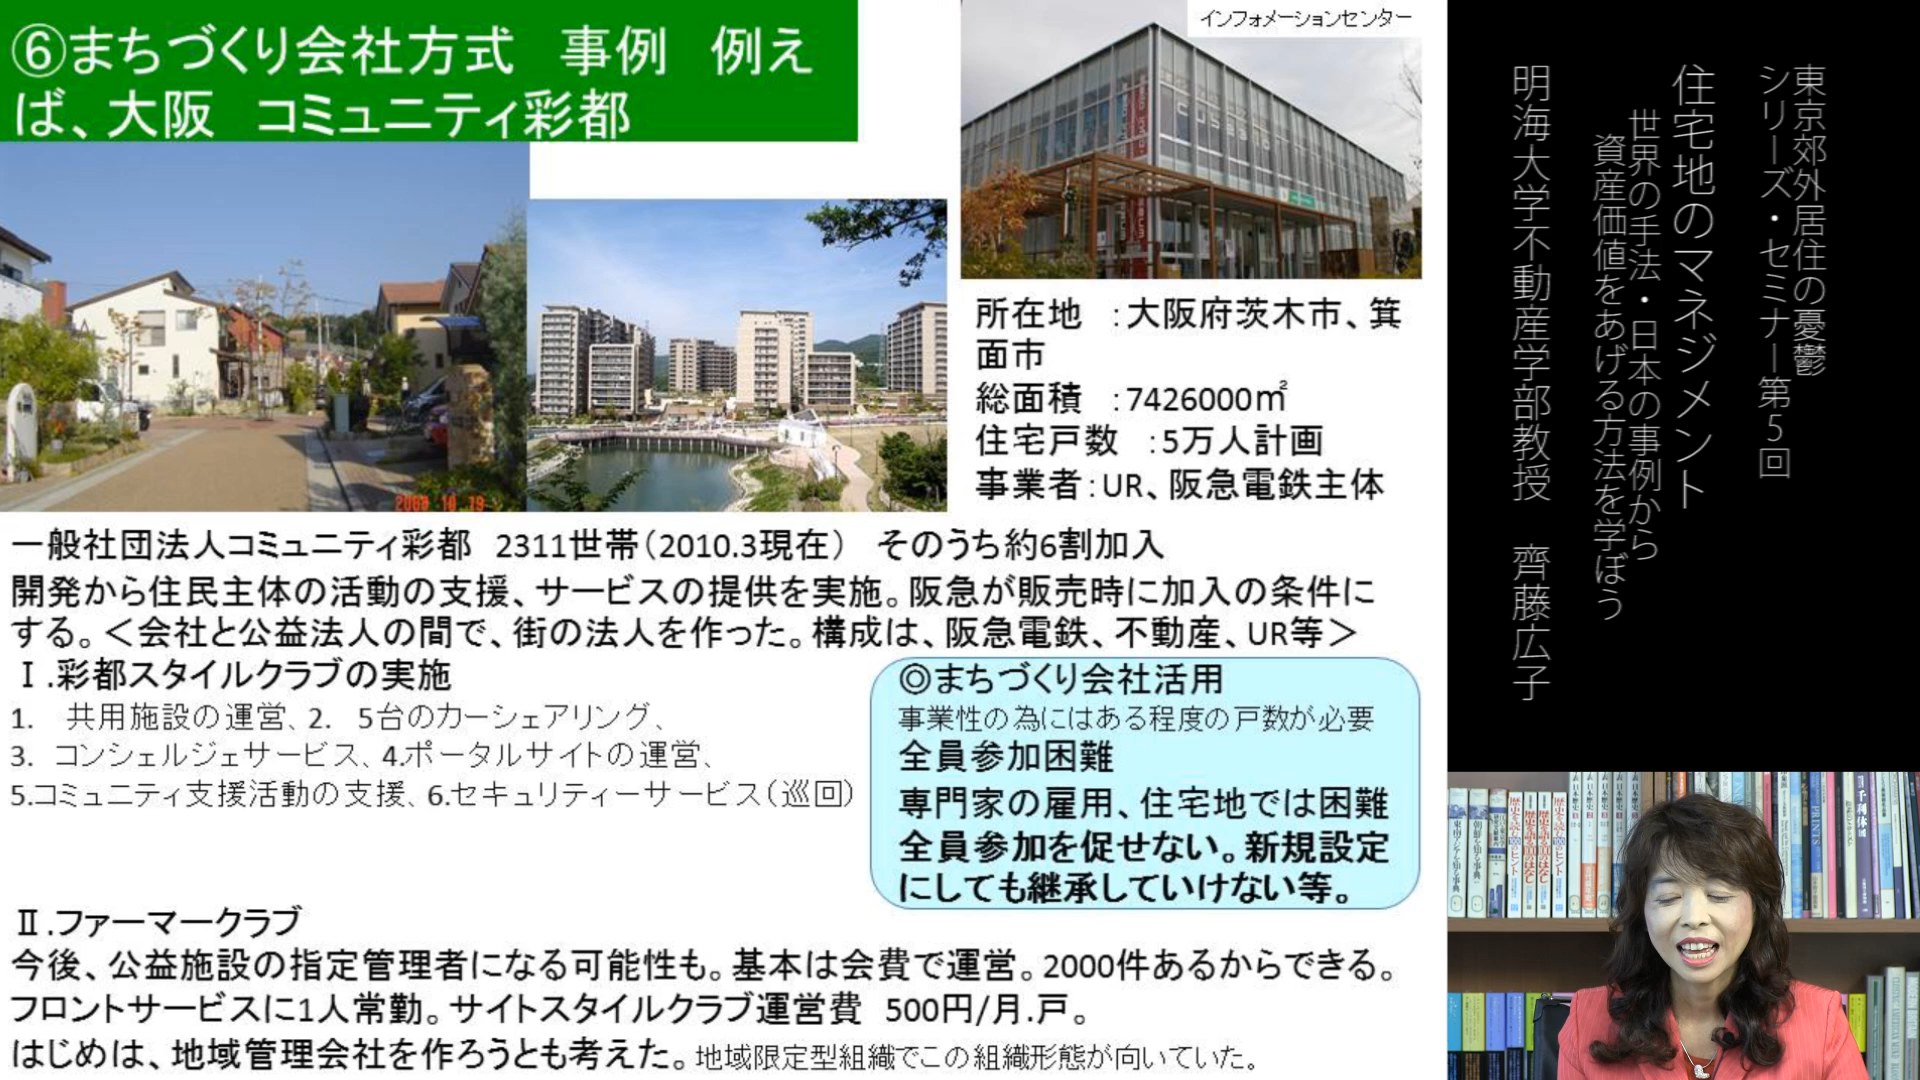 ⑥まちづくり会社方式　事例　例え
ば、大阪　コミュニティ彩都
インフォメーションセンター
2008 10 19
所在地　：大阪府茨木市、箕
面市
総面積　：7426000㎡
住宅戸数　：5万人計画
事業者：UR、阪急電鉄主体
一般社団法人コミュニティ彩都　2311世帯（2010.3現在）　そのうち約6割加入
開発から住民主体の活動の支援、サービスの提供を実施。阪急が販売時に加入の条件に
する。＜会社と公益法人の間で、街の法人を作った。構成は、阪急電鉄、不動産、UR等＞
Ⅰ.彩都スタイルクラブの実施
1.　共用施設の運営、2.　5台のカーシェアリング、
3.　コンシェルジェサービス、4.ポータルサイトの運営、
5.コミュニティ支援活動の支援、6.セキュリティーサービス（巡回）
◎まちづくり会社活用
事業性の為にはある程度の戸数が必要
全員参加困難
専門家の雇用、住宅地では困難
全員参加を促せない。新規設定
にしても継承していけない等。
Ⅱ.ファーマークラブ
今後、公益施設の指定管理者になる可能性も。基本は会費で運営。2000件あるからできる。
フロントサービスに1人常勤。サイトスタイルクラブ運営費　500円/月.戸。
はじめは、地域管理会社を作ろうとも考えた。地域限定型組織でこの組織形態が向いていた。
東京郊外居住の憂鬱
シリーズ・セミナー第5回
住宅地のマネジメント
世界の手法・日本の事例から
資産価値をあげる方法を学ぼう
明海大学不動産学部教授　齊藤広子